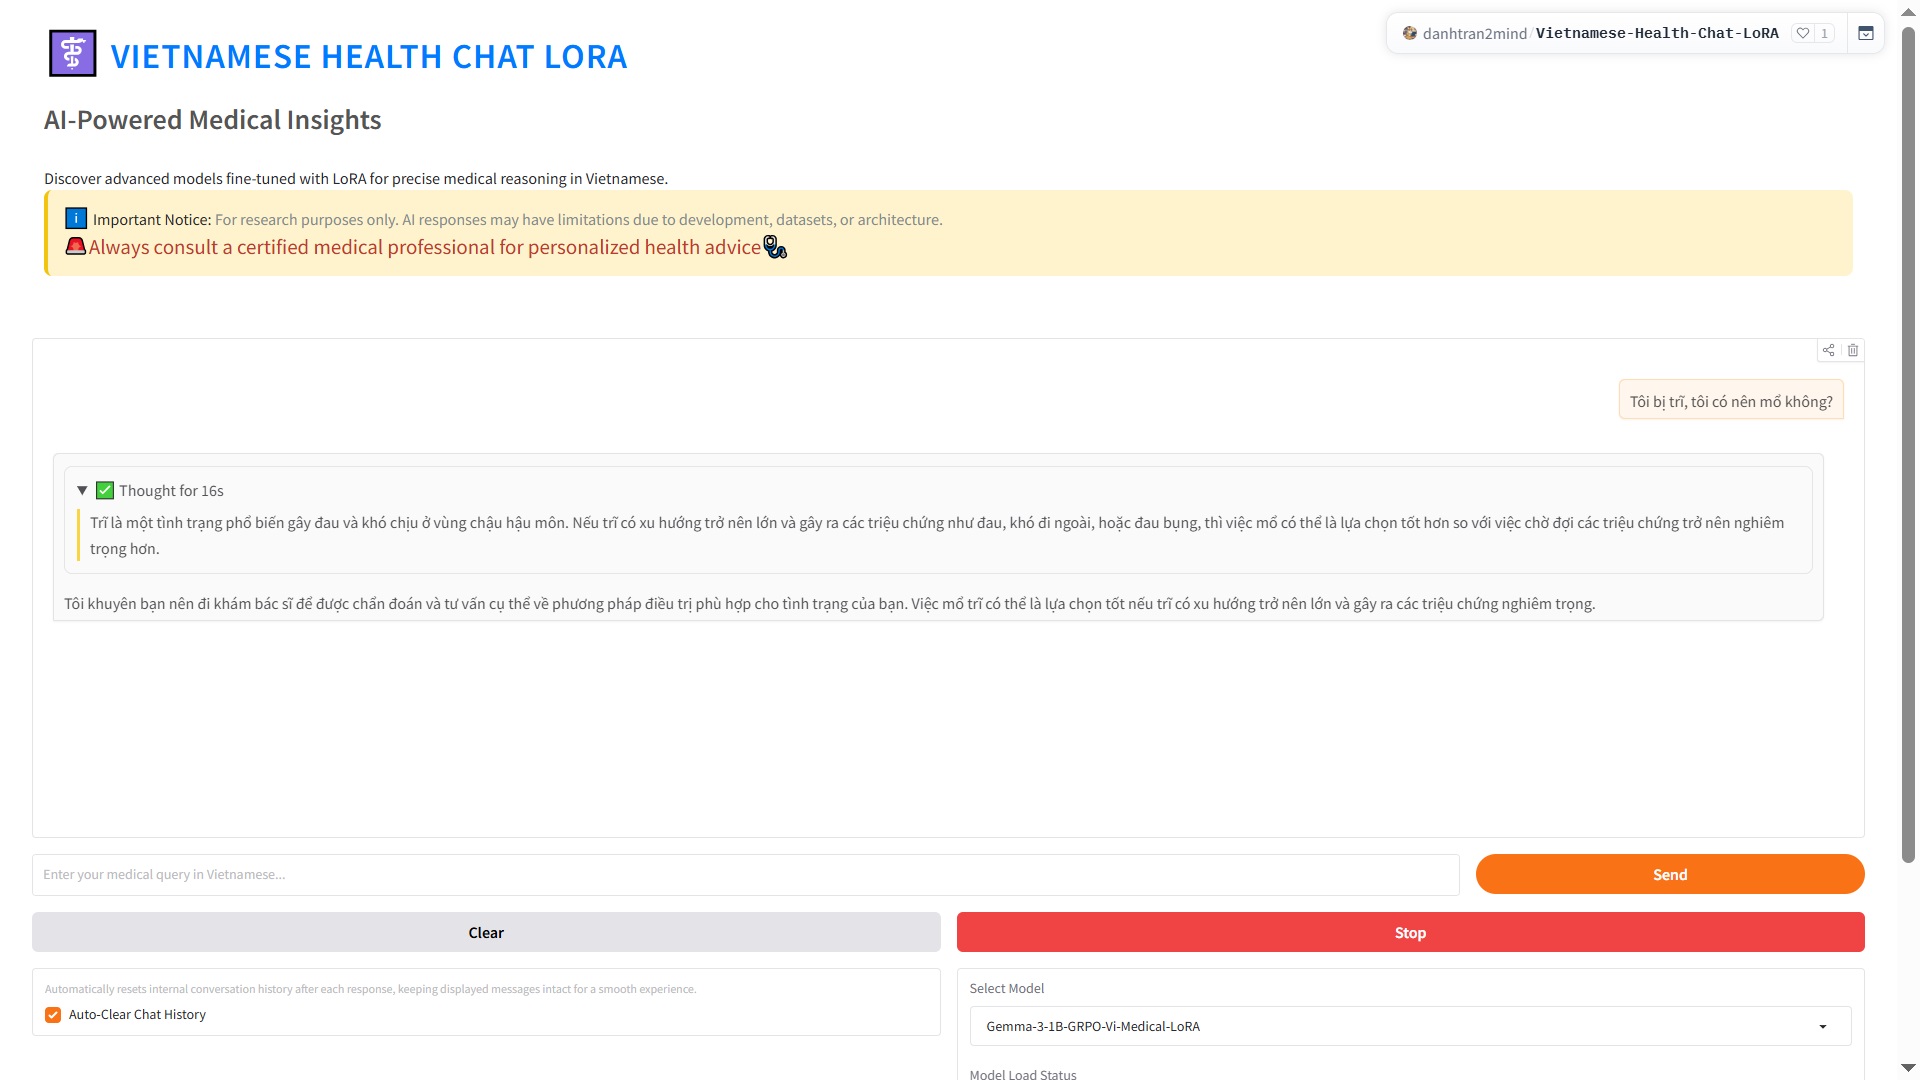 VIETNAMESE HEALTH CHAT LORA
danhtran2mind/Vietnamese-Health-Chat-LoRA 1
AI-Powered Medical Insights
Discover advanced models fine-tuned with LoRA for precise medical reasoning in Vietnamese.
Important Notice: For research purposes only. AI responses may have limitations due to development, datasets, or architecture.
Always consult a certified medical professional for personalized health advice
Tôi bị trĩ, tôi có nên mổ không?
Thought for 16s
Trĩ là một tình trạng phổ biến gây đau và khó chịu ở vùng chậu hậu môn. Nếu trĩ có xu hướng trở nên lớn và gây ra các triệu chứng như đau, khó đi ngoài, hoặc đau bụng, thì việc mổ có thể là lựa chọn tốt hơn so với việc chờ đợi các triệu chứng trở nên nghiêm
trọng hơn.
Tôi khuyên bạn nên đi khám bác sĩ để được chẩn đoán và tư vấn cụ thể về phương pháp điều trị phù hợp cho tình trạng của bạn. Việc mổ trĩ có thể là lựa chọn tốt nếu trĩ có xu hướng trở nên lớn và gây ra các triệu chứng nghiêm trọng.
Enter your medical query in Vietnamese...
Send
Clear
Stop
Automatically resets internal conversation history after each response, keeping displayed messages intact for a smooth experience.
Auto-Clear Chat History
Select Model
Gemma-3-1B-GRPO-Vi-Medical-LoRA
Model Load Status